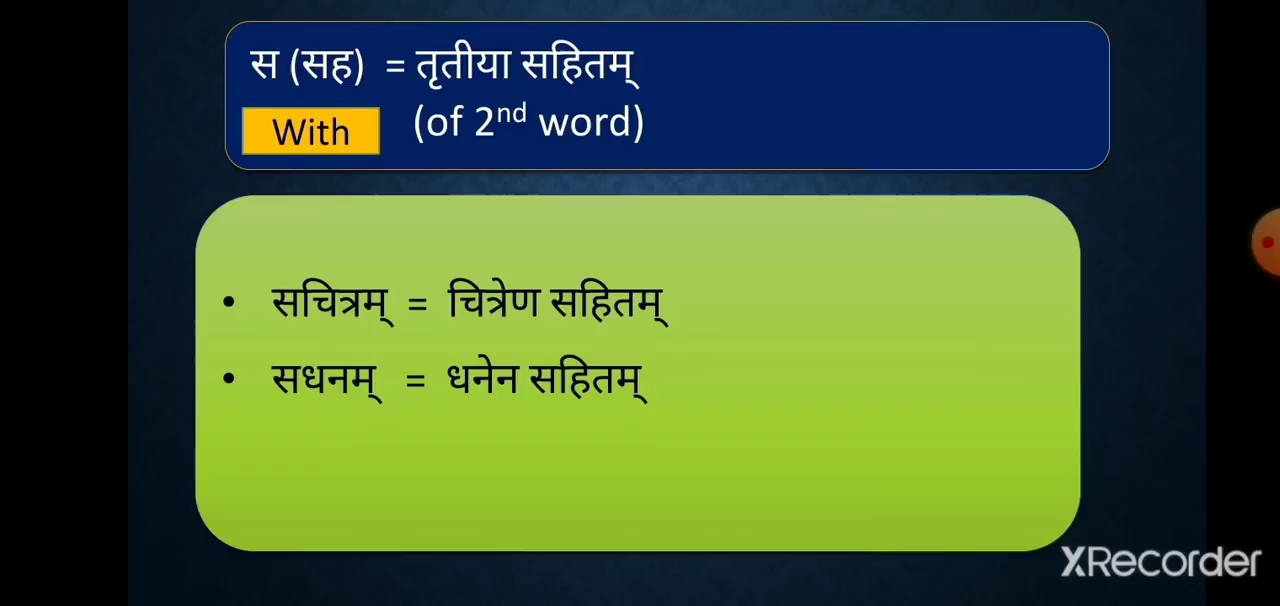 स (सह) = तृतीया सहितम्
With (of 2nd word)
• सचित्रम् = चित्रेण सहितम्
• सधनम् = धनेन सहितम्
XRecorder